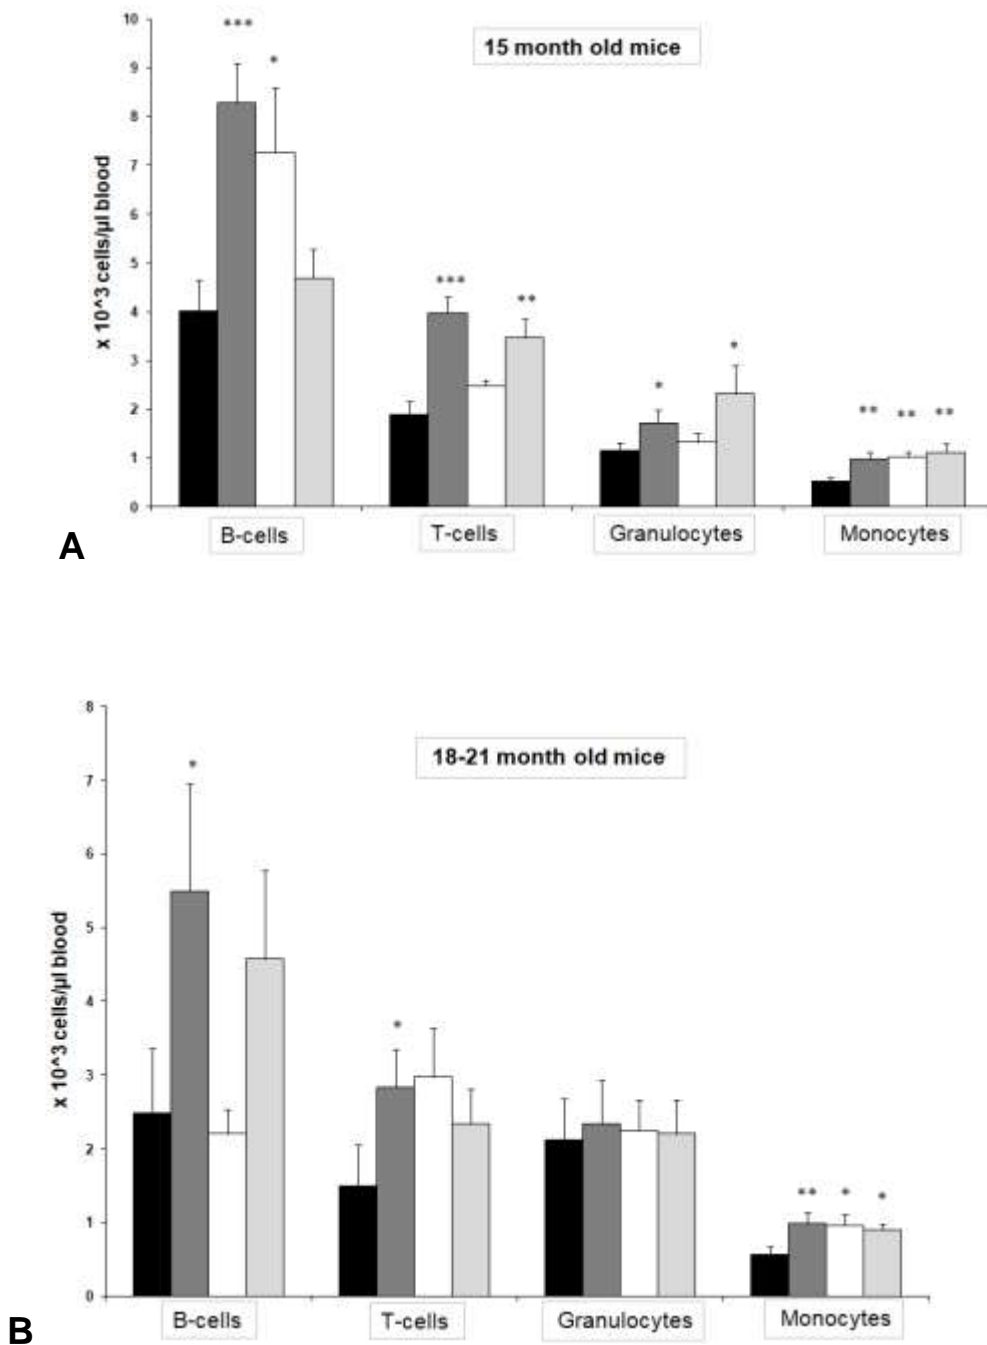 10
***
15 month old mice
9
*
8
7
6
x 10^3 cells/µl blood
5
***
**
4
*
3
*
2
**
**
**
1
0
B-cells
T-cells
Granulocytes
Monocytes
A
8
18-21 month old mice
*
7
6
x 10^3 cells/µl blood
5
4
*
3
2
**
*
*
1
0
B-cells
T-cells
Granulocytes
Monocytes
B